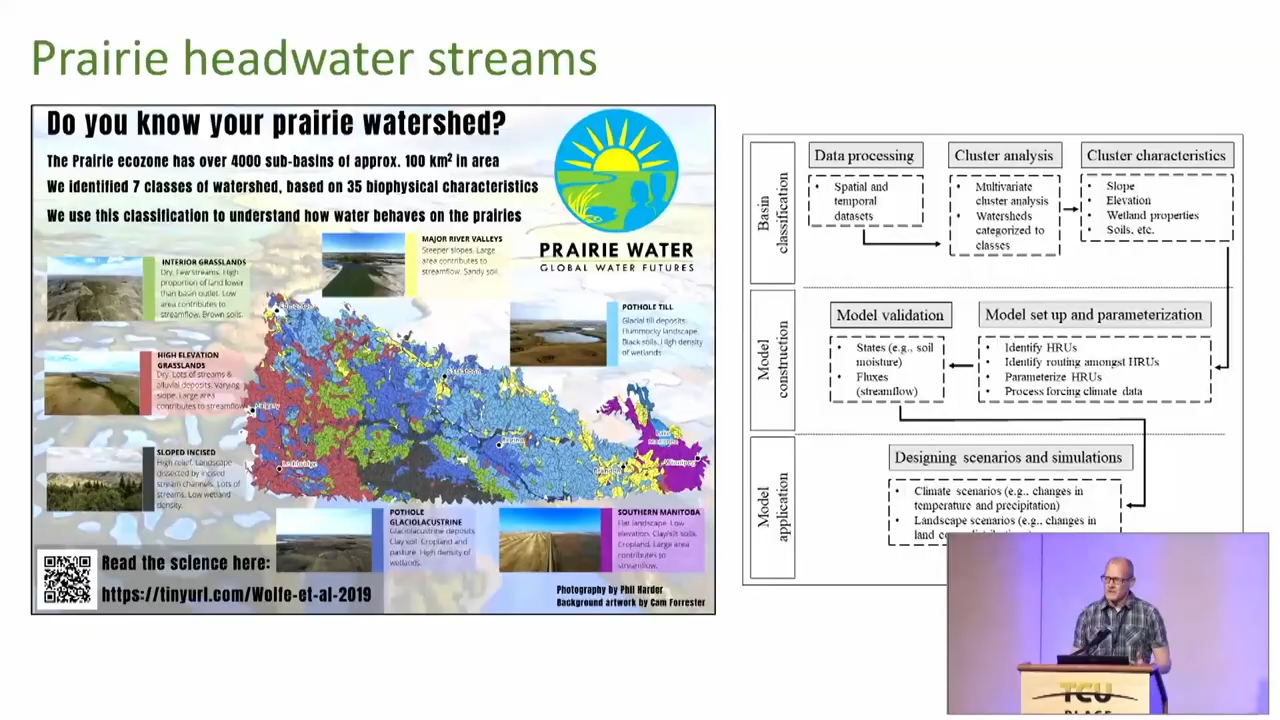 Prairie headwater streams
Do you know your prairie watershed?
The Prairie ecozone has over 4000 sub-basins of approx. 100 km² in area
We identified 7 classes of watershed, based on 35 biophysical characteristics
We use this classification to understand how water behaves on the prairies
PRAIRIE WATER
GLOBAL WATER FUTURES
MAJOR RIVER VALLEYS
Steeper slopes. Large
area contributes to
streamflow. Sandy soil.
INTERIOR GRASSLANDS
Dry. Few streams. High
proportion of land lower
than basin outlet. Low
area contributes to
streamflow. Brown soils.
POTHOLE TILL
Glacial till deposits.
Hummocky landscape.
Black soils. High density
of wetlands
HIGH ELEVATION
GRASSLANDS
Dry. Lots of streams &
alluvial deposits. Varying
slope. Large area
contributes to streamflow
SLOPED INCISED
High relief. Landscape
dissected by incised
stream channels. Lots of
streams. Low wetland
density.
Calgary
Lethbridge
Saskatoon
Regina
Brandon
Winnipeg
POTHOLE
GLACIOLACUSTRINE
Glaciolacustrine deposits
Clay soil. Cropland and
pasture. High density of
wetlands.
SOUTHERN MANITOBA
Flat landscape. Low
elevation. Clay/silt soils.
Cropland. Large area
contributes to
streamflow.
Read the science here:
https://tinyurl.com/Wolfe-et-al-2019
Photography by Phil Harder
Background artwork by Cam Forrester
Basin
classification
Data processing
• Spatial and
temporal
datasets
Cluster analysis
• Multivariate
cluster analysis
• Watersheds
categorized to
classes
Cluster characteristics
• Slope
• Elevation
• Wetland properties
• Soils, etc.
Model
construction
Model validation
• States (e.g., soil
moisture)
• Fluxes
(streamflow)
Model set up and parameterization
• Identify HRUs
• Identify routing amongst HRUs
• Parameterize HRUs
• Process forcing climate data
Model
application
Designing scenarios and simulations
• Climate scenarios (e.g., changes in
temperature and precipitation)
• Landscape scenarios (e.g., changes in
land
TCU
PLACE